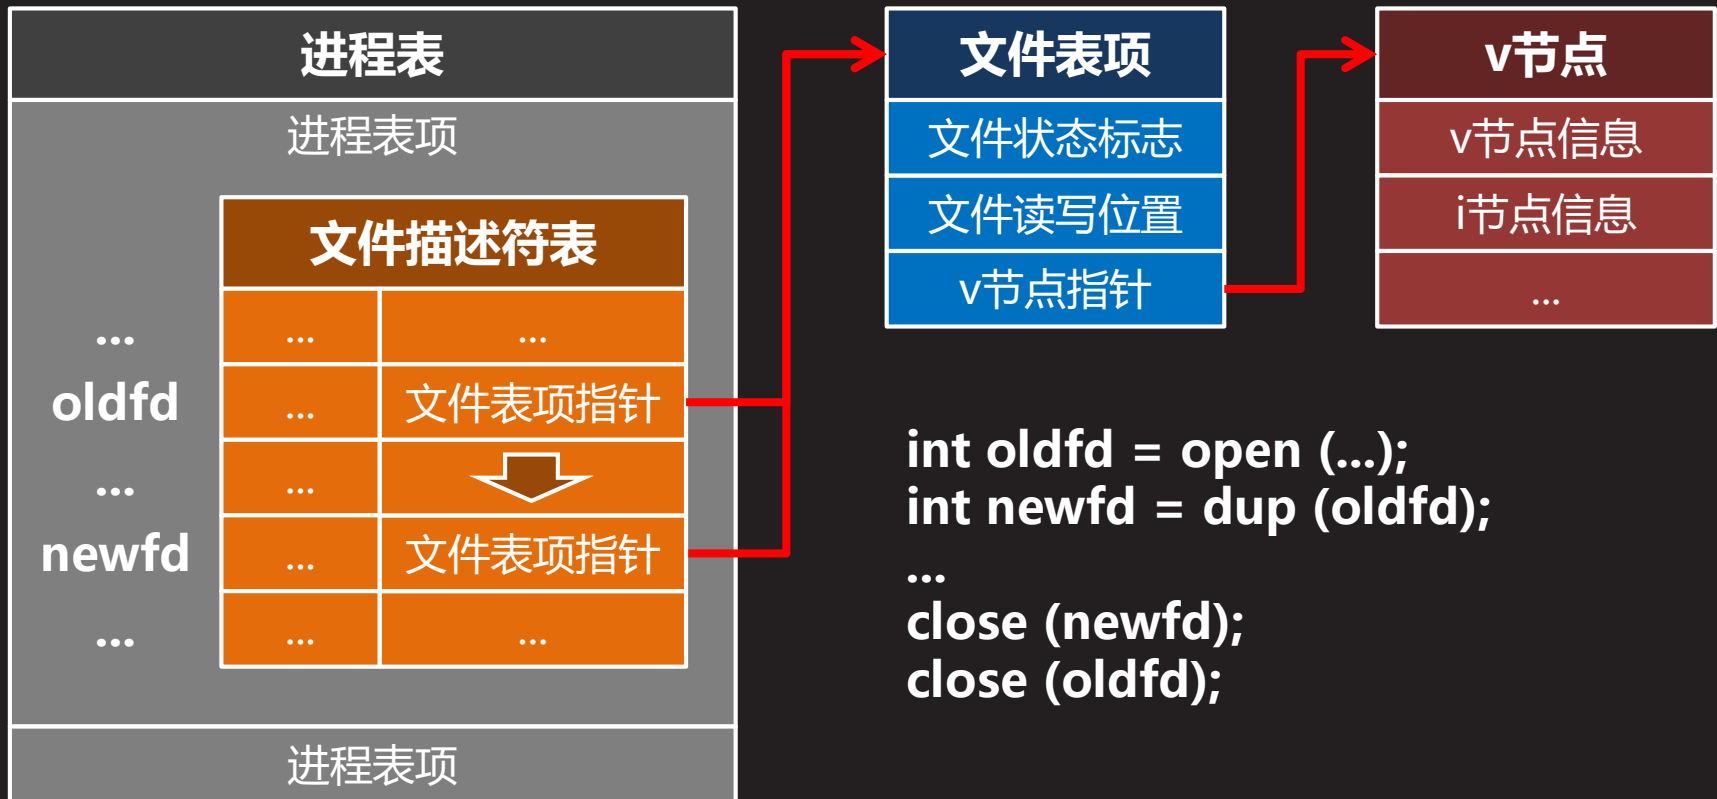 进程表
进程表项
文件描述符表
... ... ...
oldfd ... 文件表项指针
... ...
newfd ... 文件表项指针
... ... ...
进程表项
文件表项
文件状态标志
文件读写位置
v节点指针
v节点
v节点信息
i节点信息
...
int oldfd = open (...);
int newfd = dup (oldfd);
...
close (newfd);
close (oldfd);